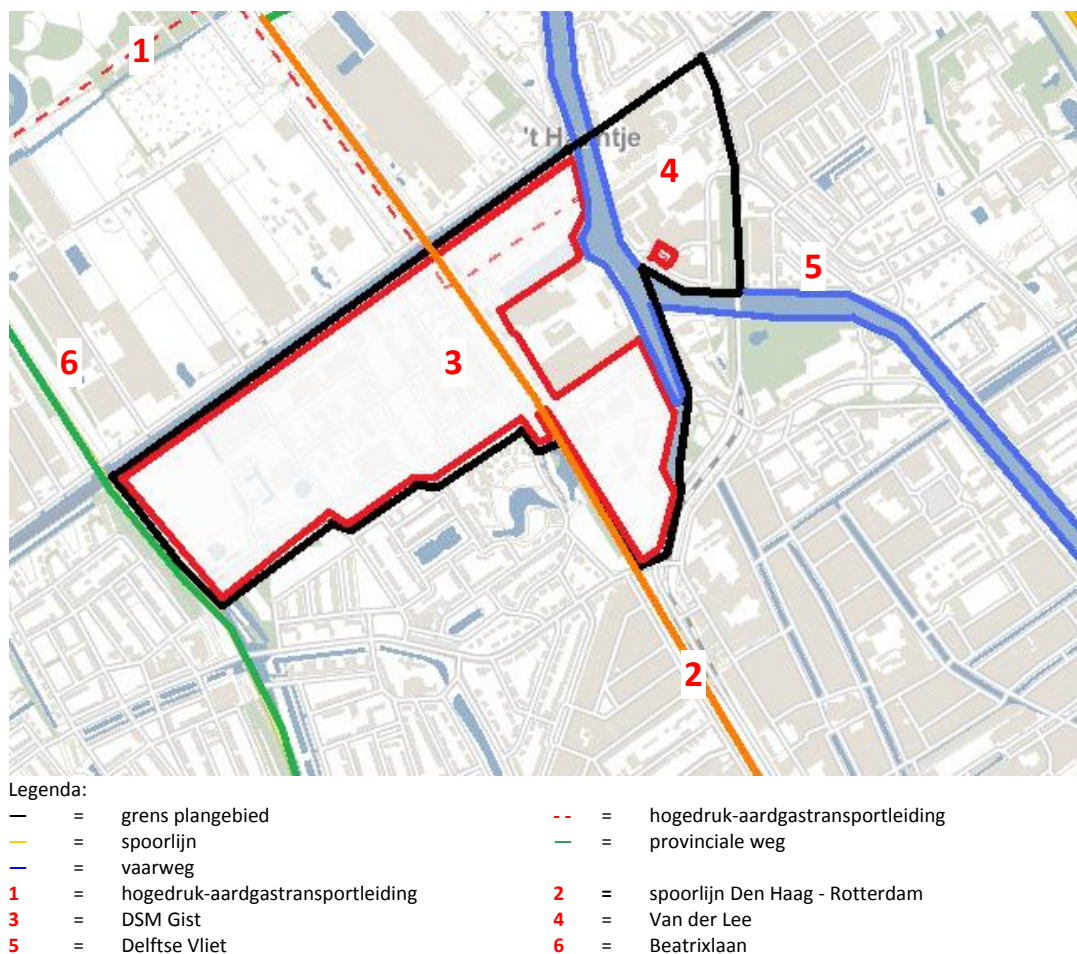 1
't H
ntje
4
5
6
3
2
Legenda:
— = grens plangebied -- = hogedruk-aardgastransportleiding
— = spoorlijn — = provinciale weg
— = vaarweg
1 = hogedruk-aardgastransportleiding 2 = spoorlijn Den Haag - Rotterdam
3 = DSM Gist 4 = Van der Lee
5 = Delftse Vliet 6 = Beatrixlaan